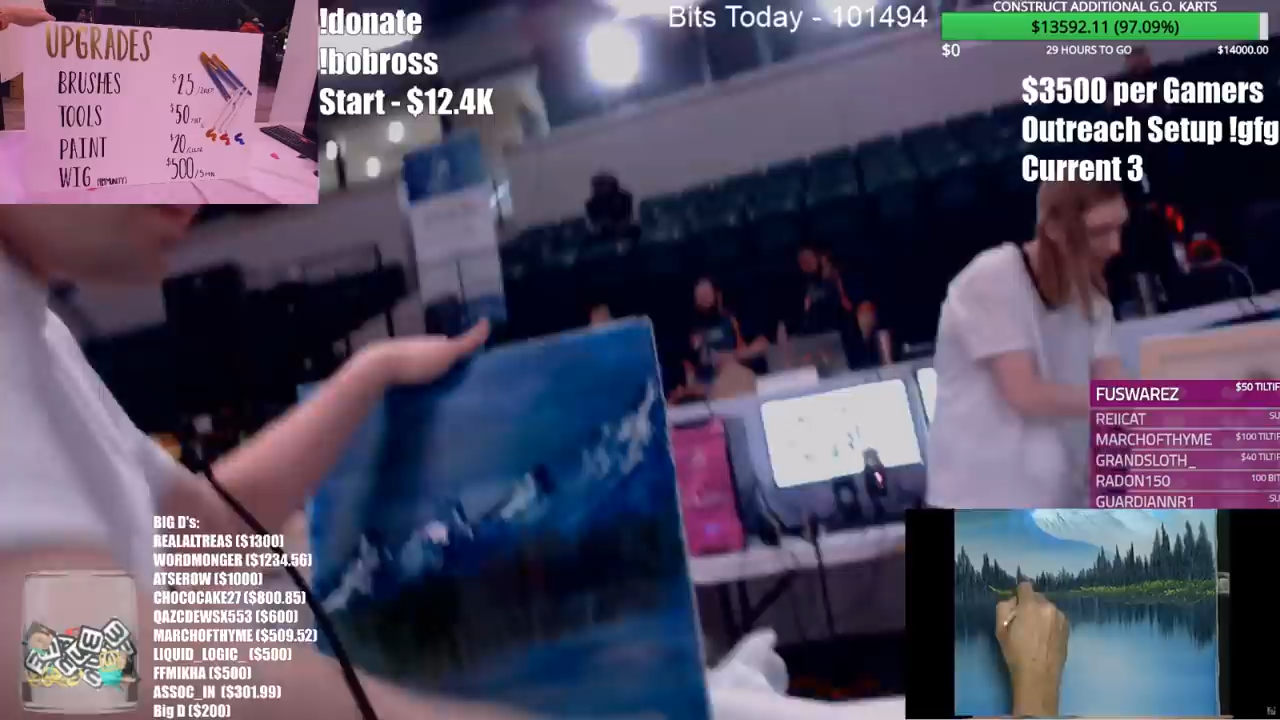 UPGRADES
BRUSHES $25
TOOLS $50
PAINT $20
WIG $500
!donate
!bobross
Start - $12.4K
Bits Today - 101494
CONSTRUCT ADDITIONAL G.O. KARTS
$13592.11 (97.09%)
$0 29 HOURS TO GO $14000.00
$3500 per Gamers
Outreach Setup !gfg
Current 3
FUSWAREZ $50 TILTIF
REIICAT SU
MARCHOFTHYME $100 TILTIF
GRANDSLOTH_ $40 TILTIF
RADON150 100 BIT
GUARDIANNR1 SU
BIG D's:
REALALTREAS ($1300)
WORDMONGER ($1234.56)
ATSEROW ($1000)
CHOCOCAKE27 ($800.85)
QAZCDEWSX553 ($600)
MARCHOFTHYME ($509.52)
LIQUID_LOGIC_ ($500)
FFMIKHA ($500)
ASSOC_IN ($301.99)
Big D ($200)